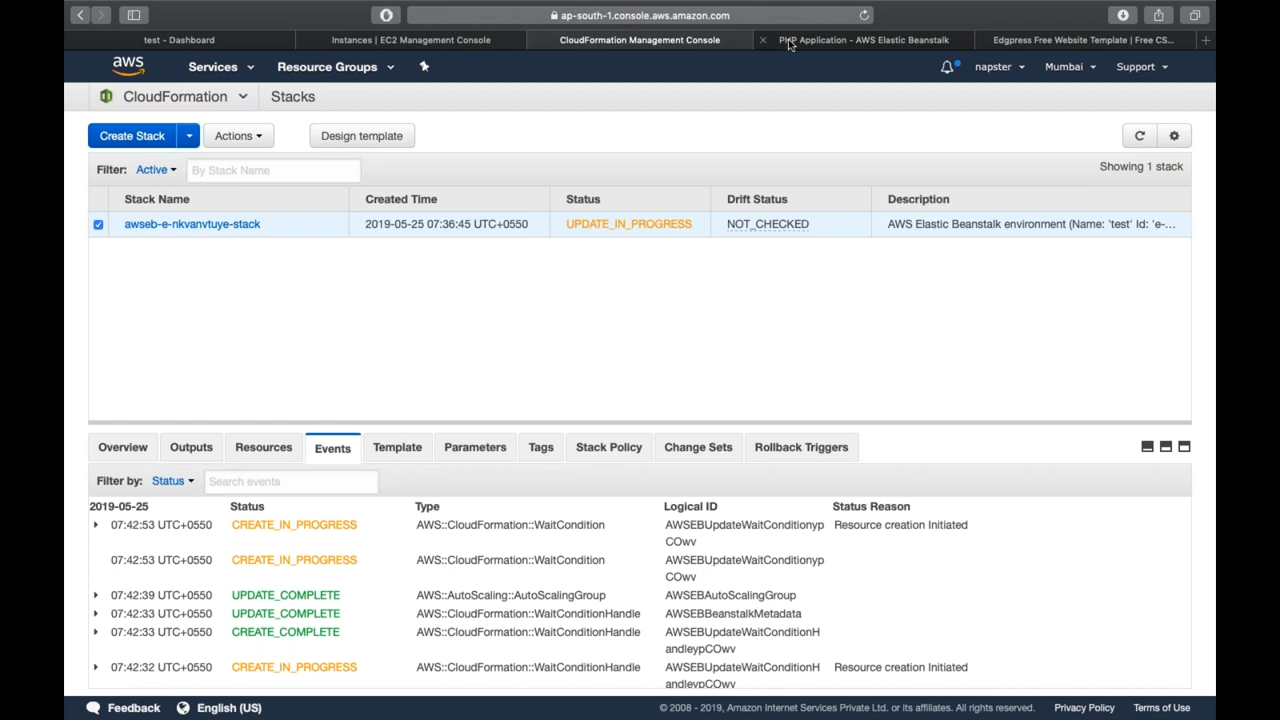 ap-south-1.console.aws.amazon.com
test - Dashboard
Instances | EC2 Management Console
CloudFormation Management Console
PHP Application - AWS Elastic Beanstalk
Edgpress Free Website Template | Free CS...
aws
Services
Resource Groups
napster
Mumbai
Support
CloudFormation
Stacks
Create Stack
Actions
Design template
Filter: Active
By Stack Name
Showing 1 stack
Stack Name
Created Time
Status
Drift Status
Description
awseb-e-nkvanvtuye-stack
2019-05-25 07:36:45 UTC+0550
UPDATE_IN_PROGRESS
NOT_CHECKED
AWS Elastic Beanstalk environment (Name: 'test' Id: 'e-...
Overview
Outputs
Resources
Events
Template
Parameters
Tags
Stack Policy
Change Sets
Rollback Triggers
Filter by: Status
Search events
2019-05-25
Status
Type
Logical ID
Status Reason
07:42:53 UTC+0550
CREATE_IN_PROGRESS
AWS::CloudFormation::WaitCondition
AWSEBUpdateWaitConditionyp
COwv
Resource creation Initiated
07:42:53 UTC+0550
CREATE_IN_PROGRESS
AWS::CloudFormation::WaitCondition
AWSEBUpdateWaitConditionyp
COwv
07:42:39 UTC+0550
UPDATE_COMPLETE
AWS::AutoScaling::AutoScalingGroup
AWSEBAutoScalingGroup
07:42:33 UTC+0550
UPDATE_COMPLETE
AWS::CloudFormation::WaitConditionHandle
AWSEBBeanstalkMetadata
07:42:33 UTC+0550
CREATE_COMPLETE
AWS::CloudFormation::WaitConditionHandle
AWSEBUpdateWaitConditionH
andleypCOwv
07:42:32 UTC+0550
CREATE_IN_PROGRESS
AWS::CloudFormation::WaitConditionHandle
AWSEBUpdateWaitConditionH
andleypCOwv
Resource creation Initiated
Feedback
English (US)
© 2008 - 2019, Amazon Internet Services Private Ltd. or its affiliates. All rights reserved.
Privacy Policy
Terms of Use